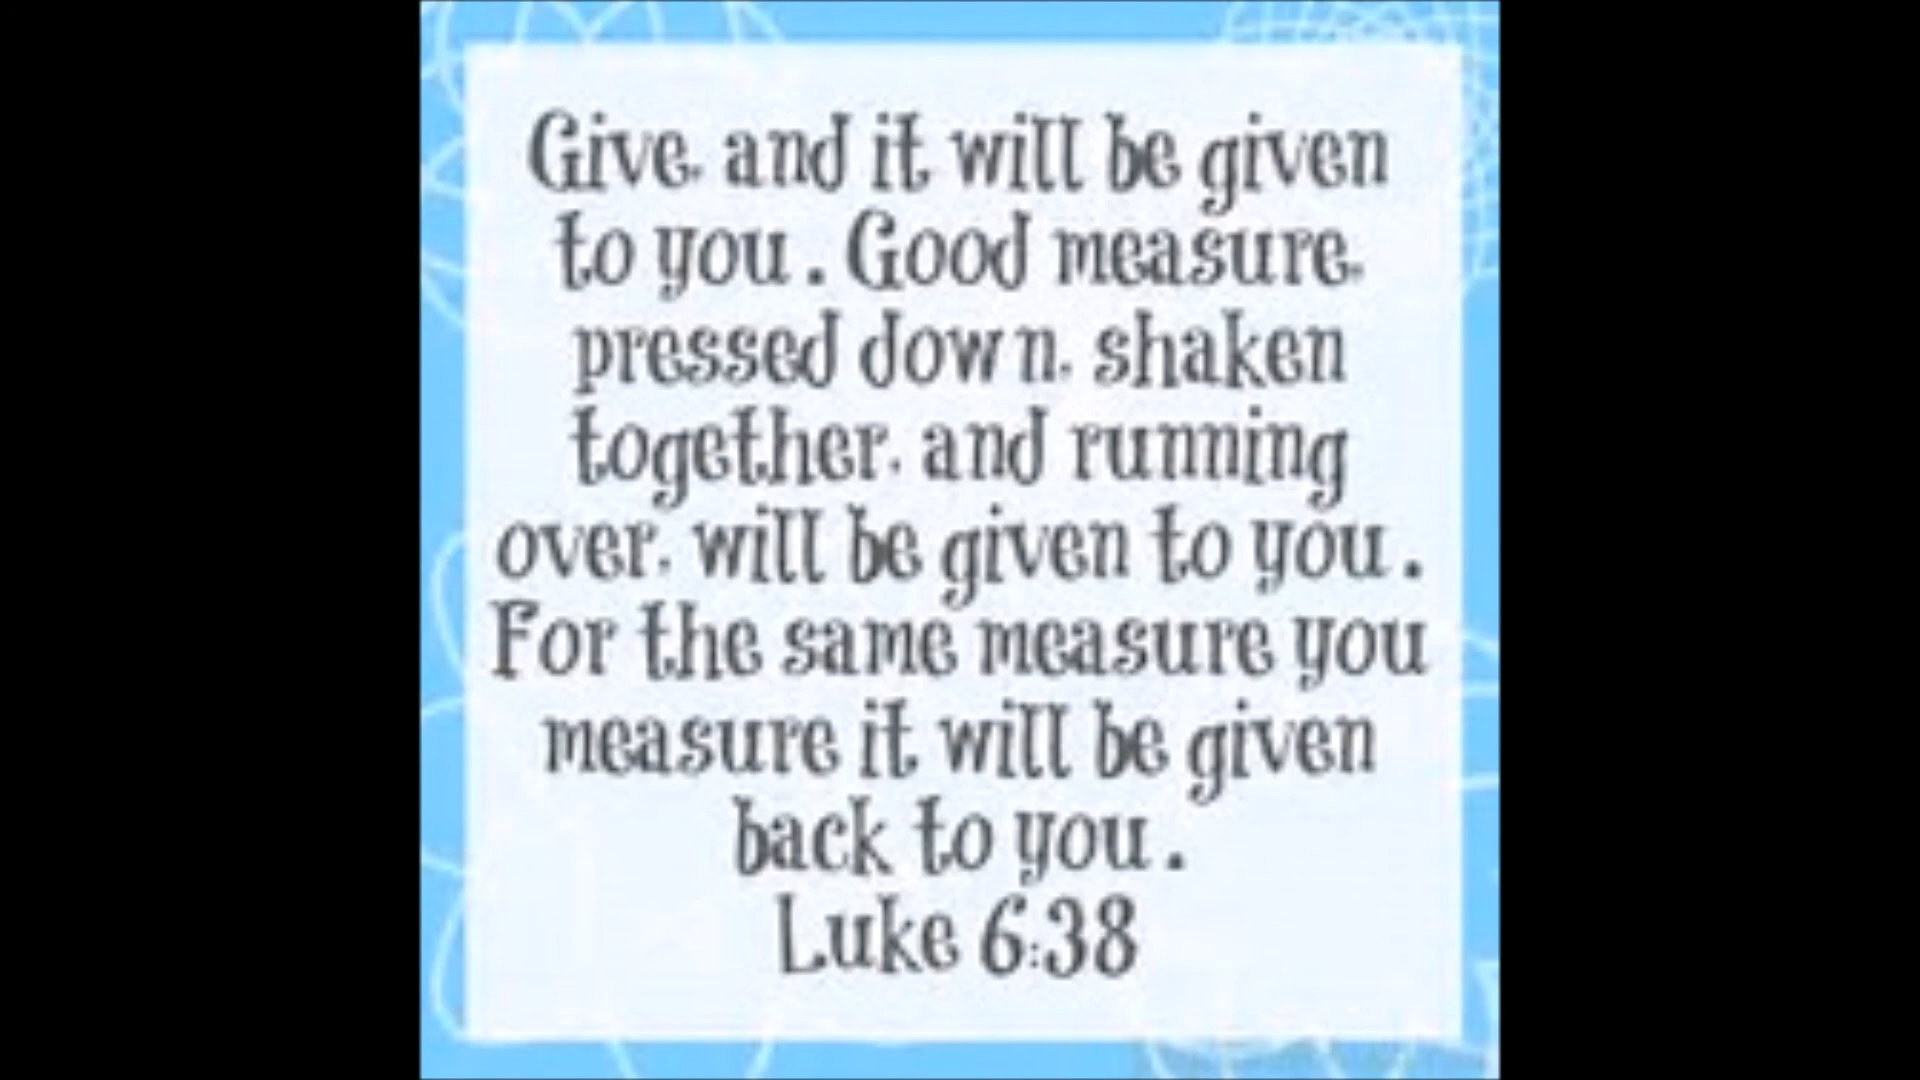 Give, and it will be given
to you. Good measure,
pressed down, shaken
together, and running
over, will be given to you.
For the same measure you
measure it will be given
back to you.
Luke 6:38